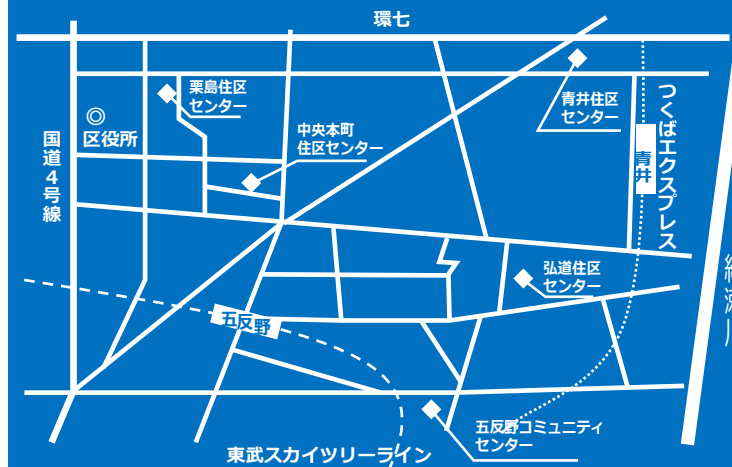 環七
栗島住区
センター
◎
区役所
中央本町
住区センター
青井住区
センター
国道4号線
つくばエクスプレス
青井
弘道住区
センター
綾瀬川
五反野
五反野コミュニティ
センター
東武スカイツリーライン